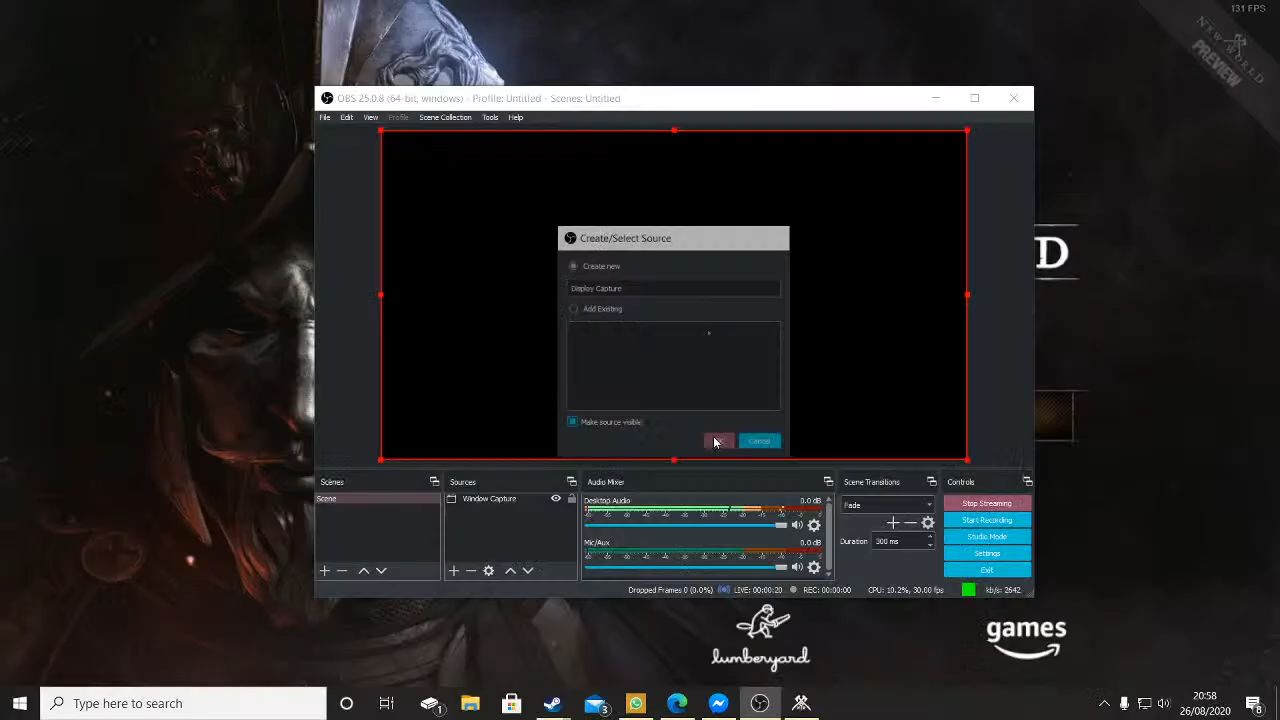 131 FPS
NEW WORLD
PREVIEW
OBS 25.0.8 (64-bit, windows) - Profile: Untitled - Scenes: Untitled
File Edit View Profile Scene Collection Tools Help
Create/Select Source
Create new
Display Capture
Add Existing
Make source visible
Cancel
D
Scenes
Sources
Audio Mixer
Scene Transitions
Controls
Scene
Window Capture
Desktop Audio 0.0 dB
Mic/Aux 0.0 dB
Fade
Duration 300 ms
Stop Streaming
Start Recording
Studio Mode
Settings
Exit
Dropped Frames 0 (0.0%) LIVE: 00:00:20 REC: 00:00:00 CPU: 10.2%, 30.00 fps kb/s: 2642
lumberyard
games
Type here to search
1
3
20:58
26/08/2020
8